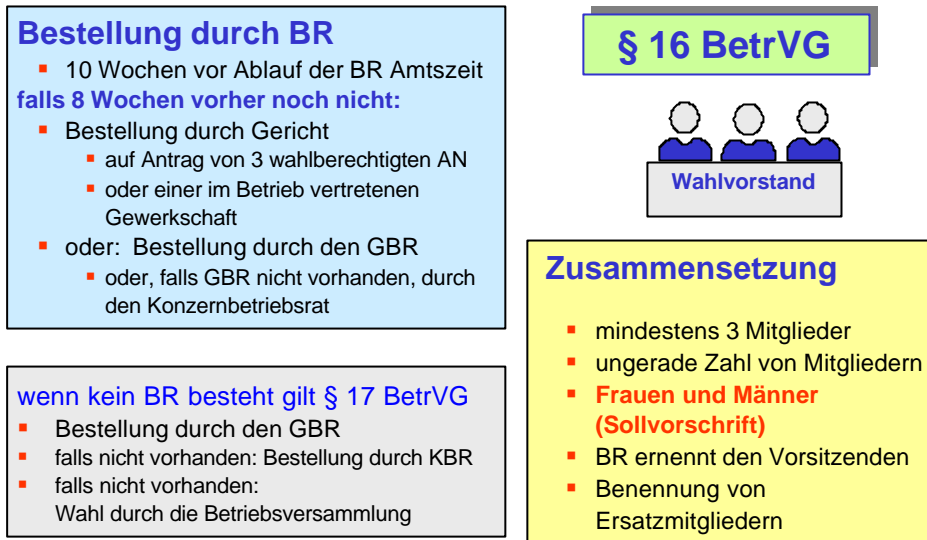 Bestellung durch BR
▪ 10 Wochen vor Ablauf der BR Amtszeit
falls 8 Wochen vorher noch nicht:
▪ Bestellung durch Gericht
▪ auf Antrag von 3 wahlberechtigten AN
▪ oder einer im Betrieb vertretenen
Gewerkschaft
▪ oder: Bestellung durch den GBR
▪ oder, falls GBR nicht vorhanden, durch
den Konzernbetriebsrat
wenn kein BR besteht gilt § 17 BetrVG
▪ Bestellung durch den GBR
▪ falls nicht vorhanden: Bestellung durch KBR
▪ falls nicht vorhanden:
Wahl durch die Betriebsversammlung
§ 16 BetrVG
Wahlvorstand
Zusammensetzung
▪ mindestens 3 Mitglieder
▪ ungerade Zahl von Mitgliedern
▪ Frauen und Männer
(Sollvorschrift)
▪ BR ernennt den Vorsitzenden
▪ Benennung von
Ersatzmitgliedern